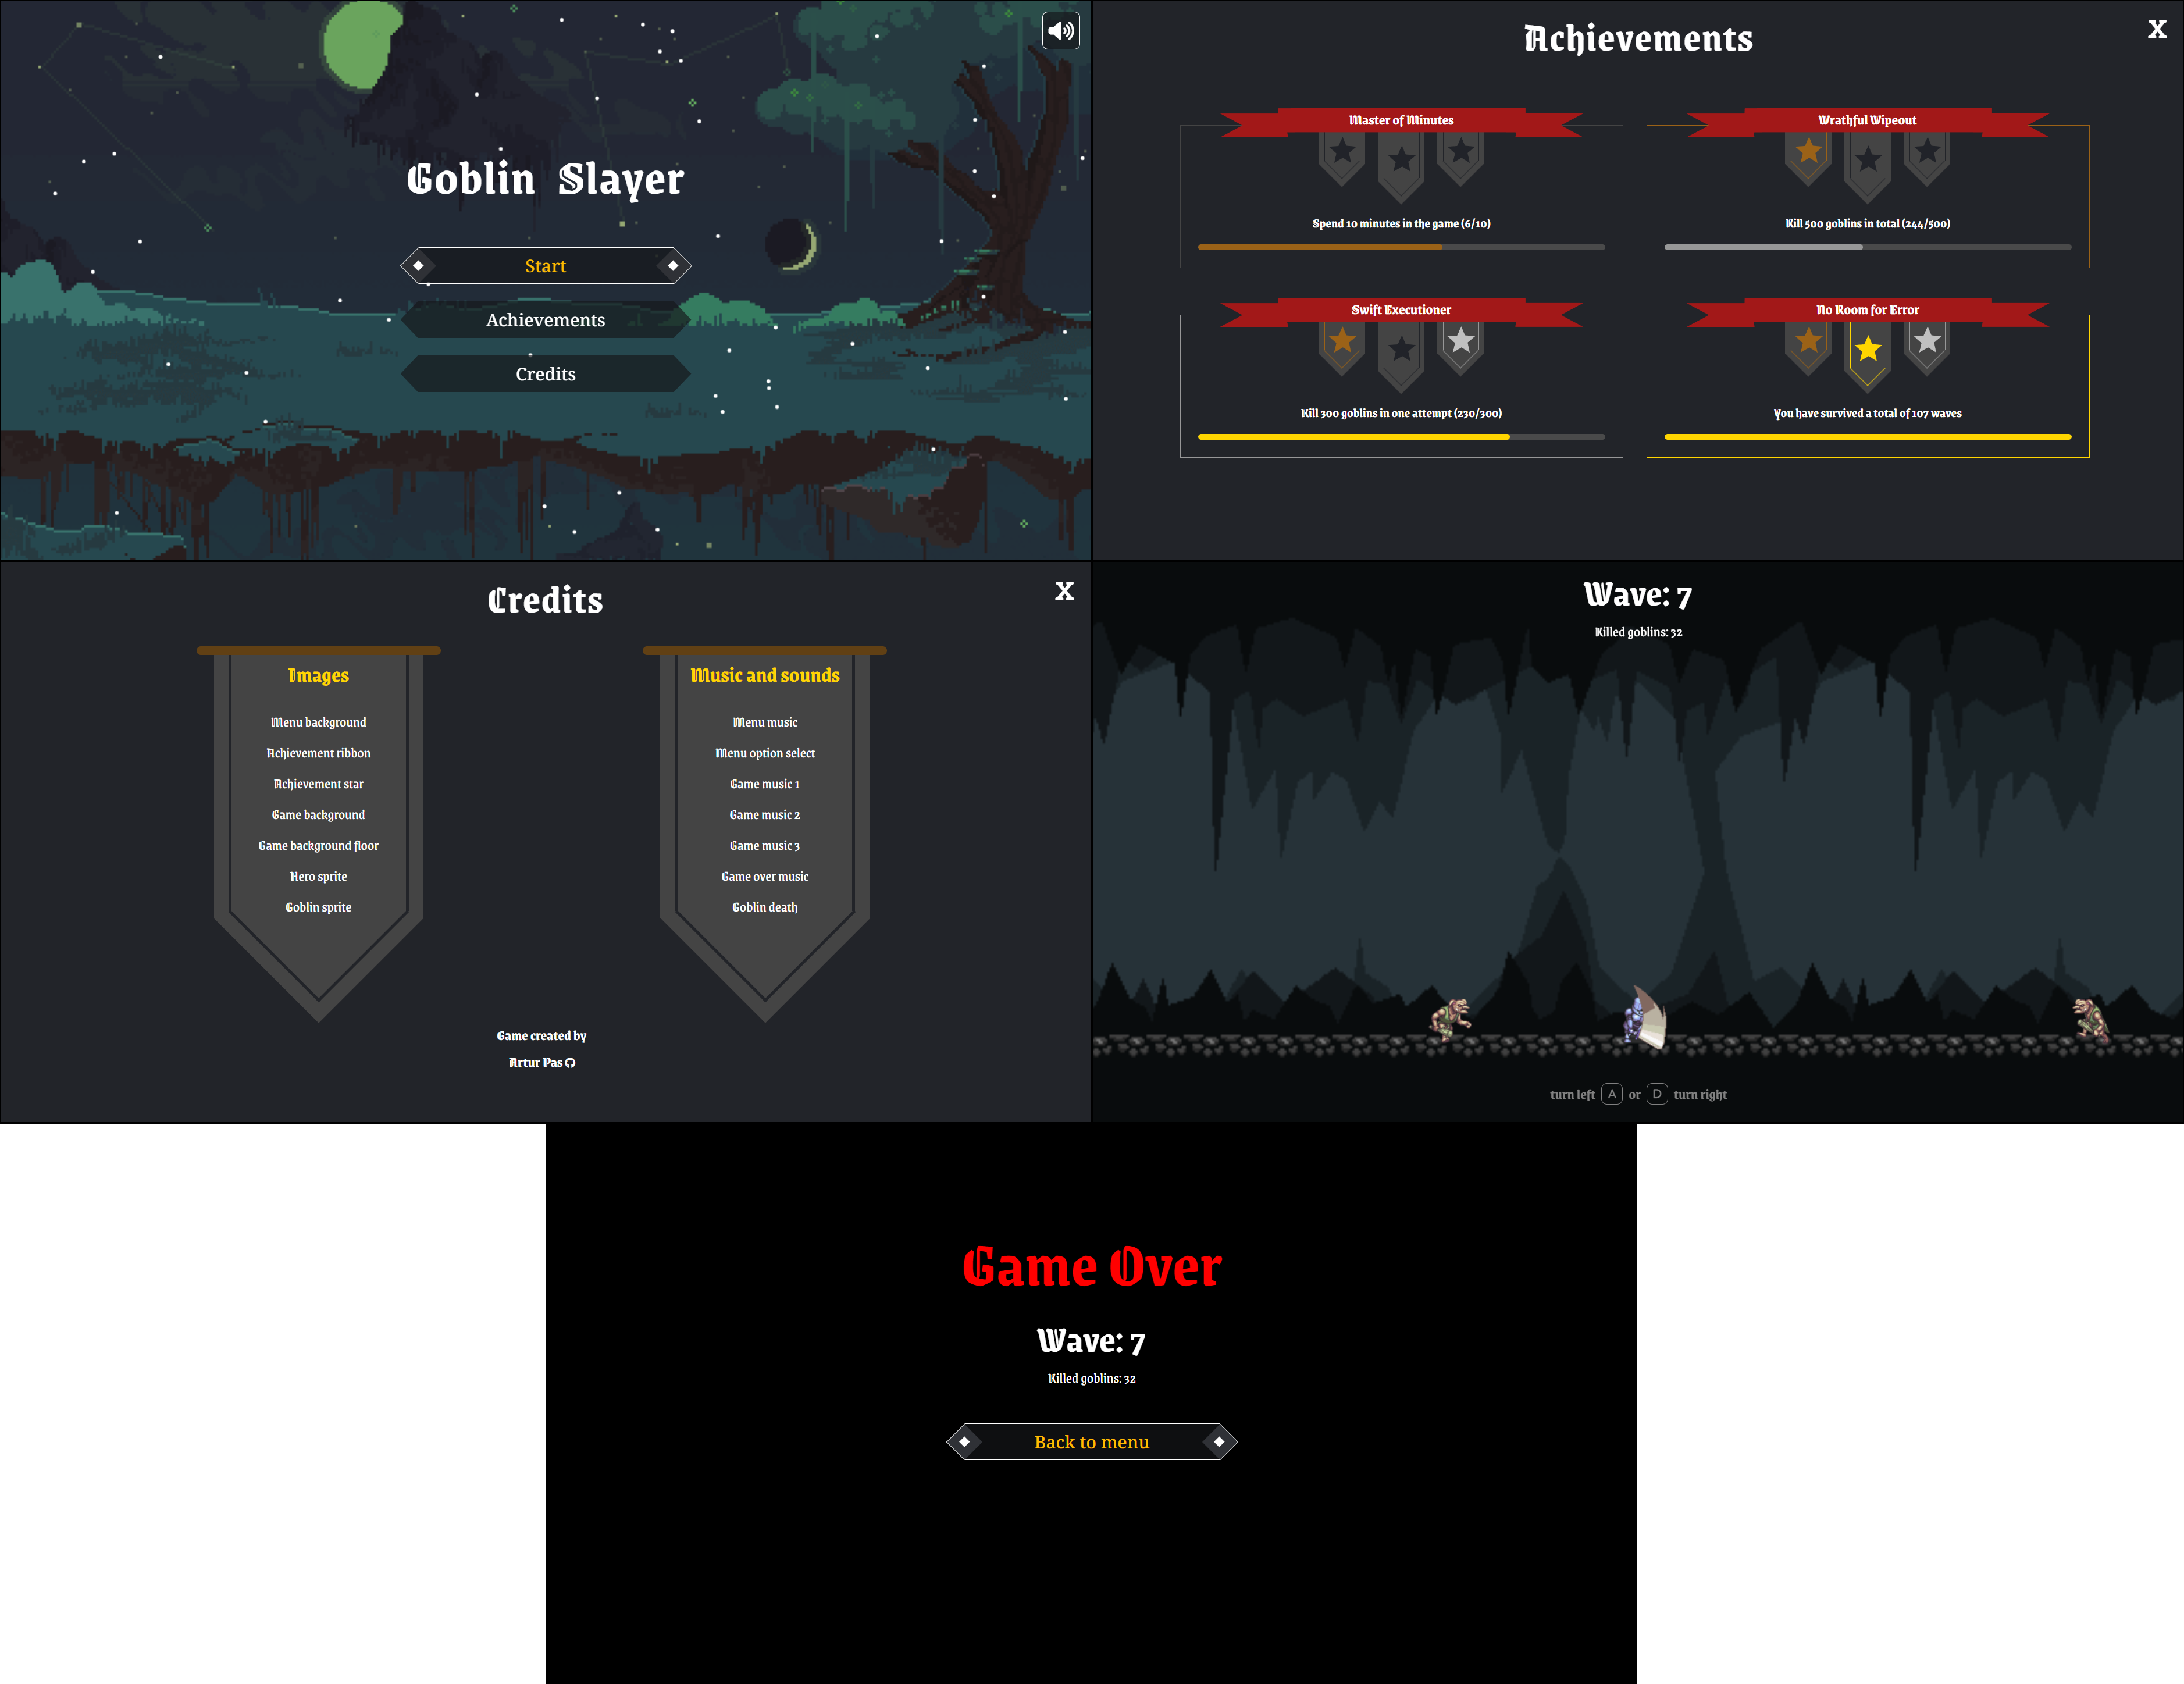 Goblin Slayer
Start
Achievements
Credits
Achievements
X
Master of Minutes
Spend 10 minutes in the game (6/10)
Wrathful Wipeout
Kill 500 goblins in total (244/500)
Swift Executioner
Kill 300 goblins in one attempt (230/300)
No Room for Error
You have survived a total of 107 waves
Credits
X
Images
Menu background
Achievement ribbon
Achievement star
Game background
Game background floor
Hero sprite
Goblin sprite
Music and sounds
Menu music
Menu option select
Game music 1
Game music 2
Game music 3
Game over music
Goblin death
Game created by
Artur Pas
Wave: 7
Killed goblins: 32
turn left A or D turn right
Game Over
Wave: 7
Killed goblins: 32
Back to menu